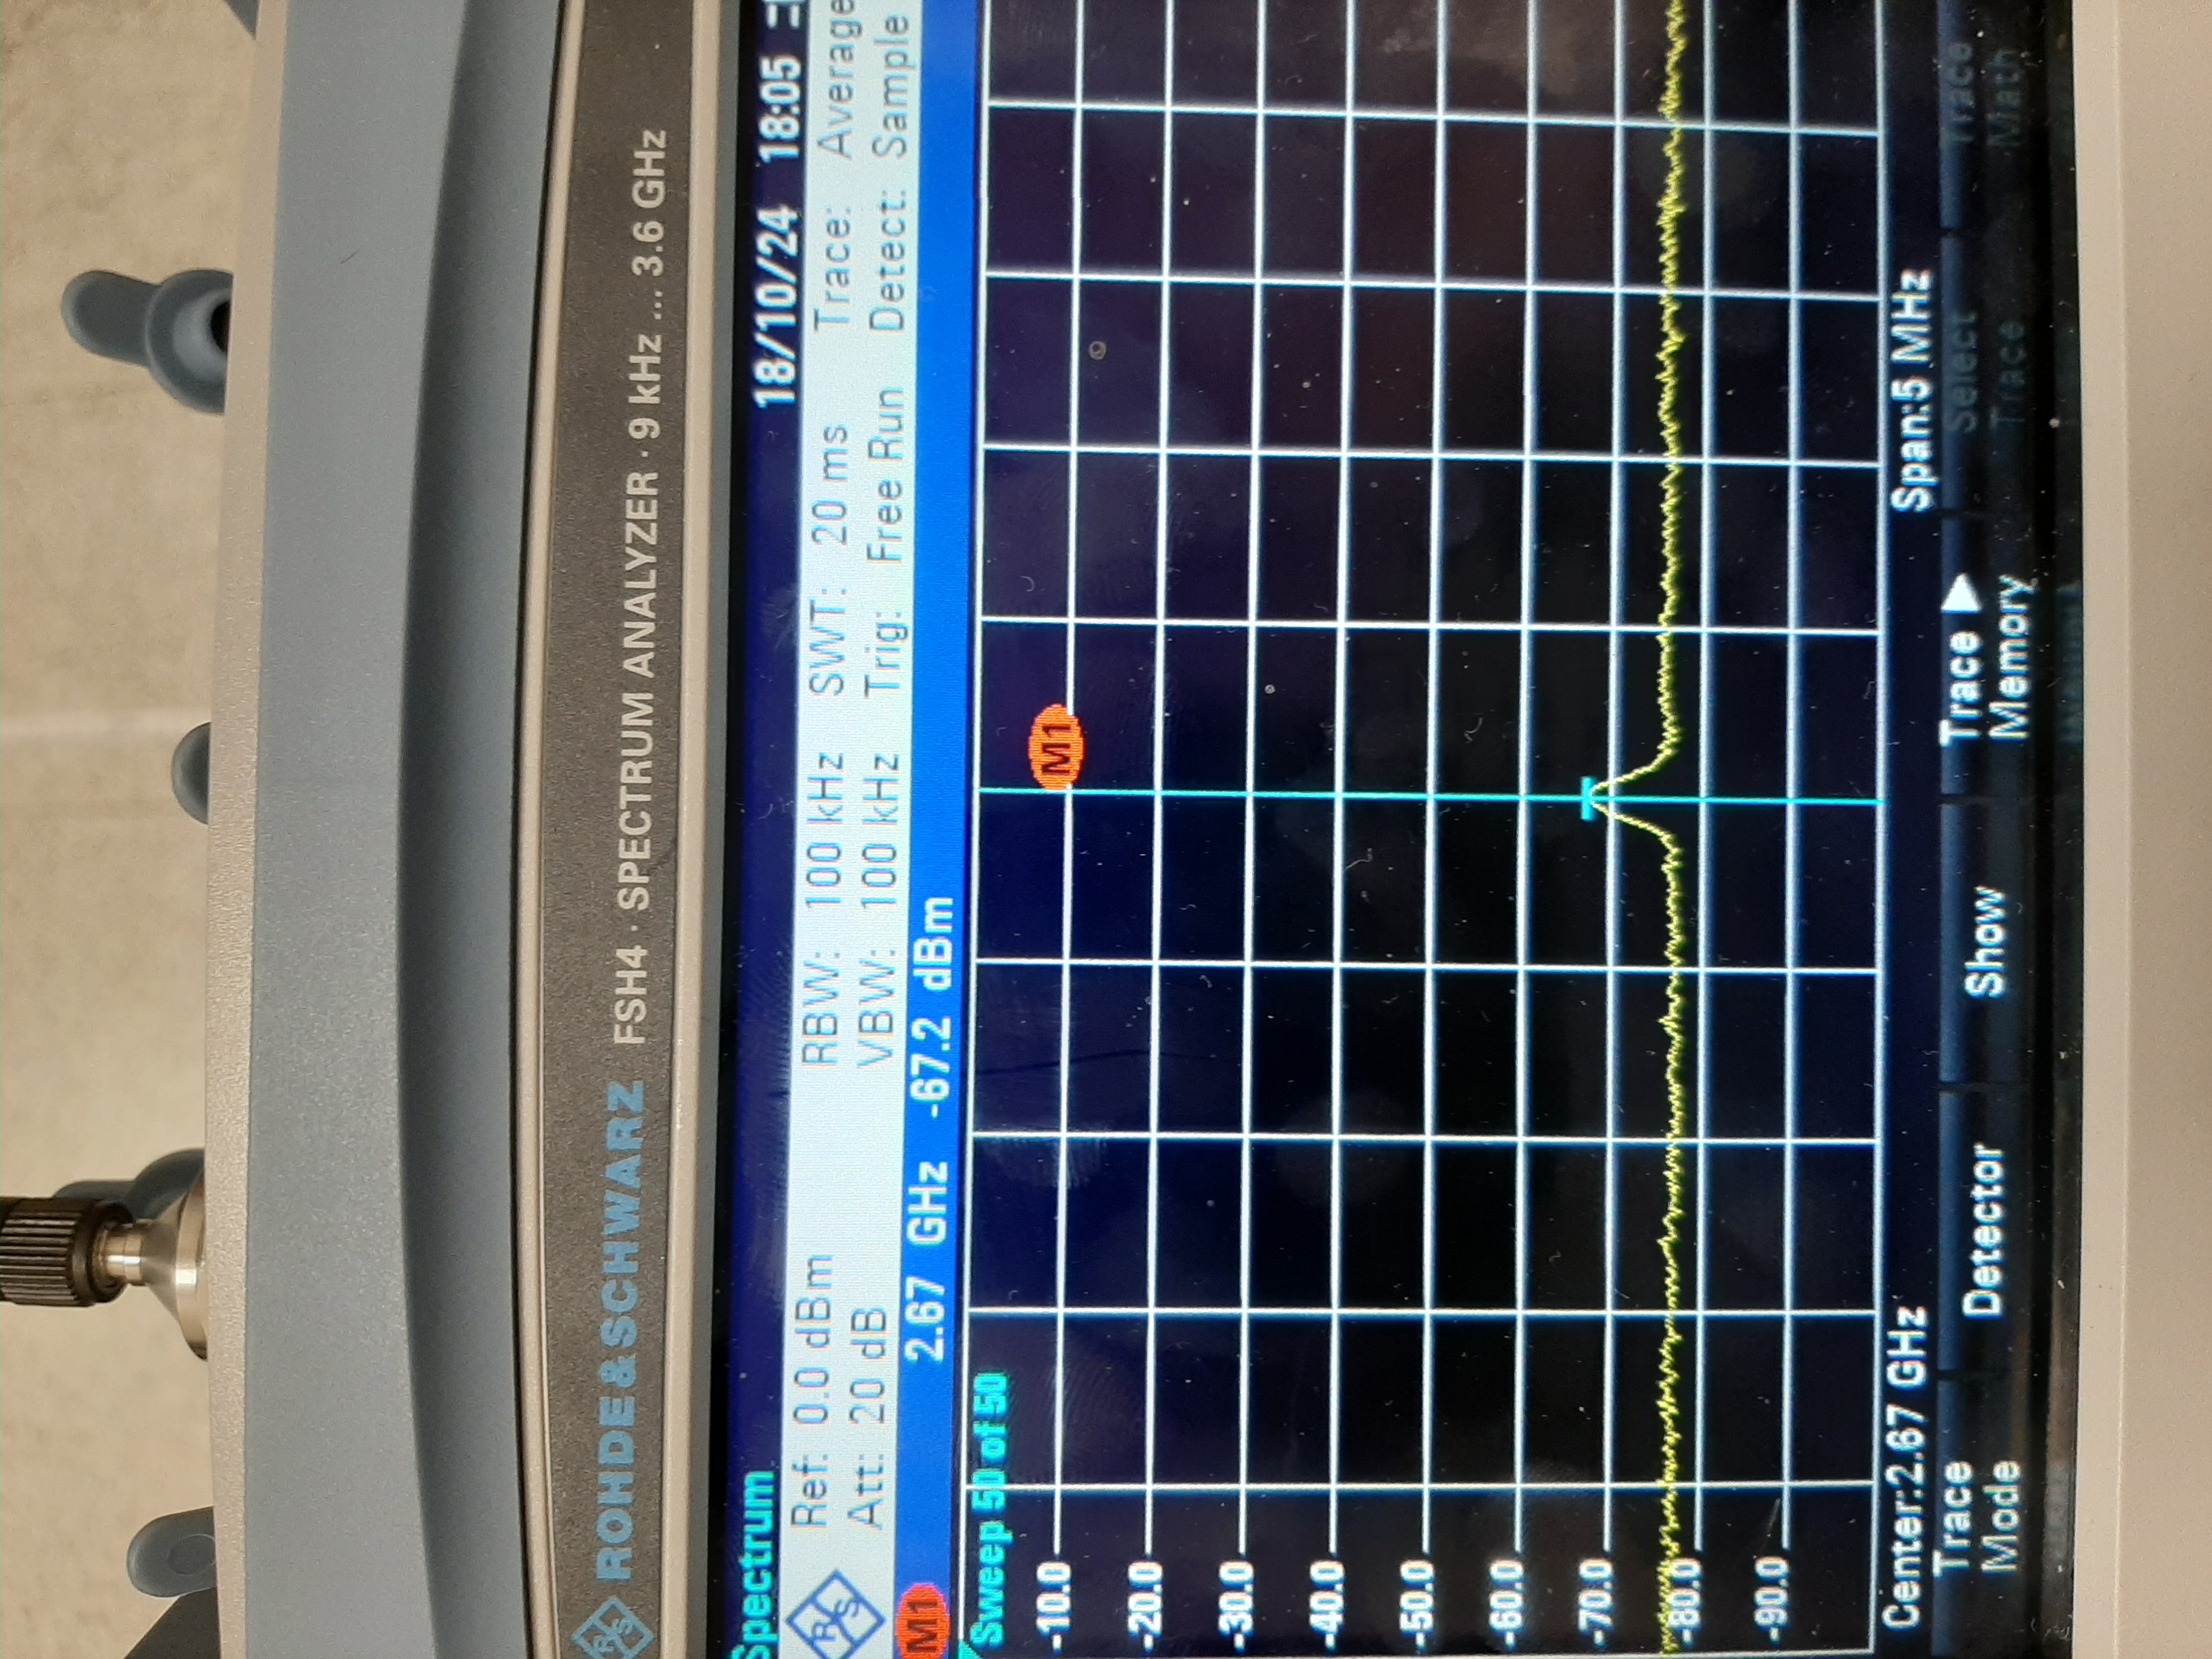 ROHDE & SCHWARZ FSH4 · SPECTRUM ANALYZER · 9 kHz ... 3.6 GHz
Spectrum 18/10/24 18:05
Ref: 0.0 dBm RBW: 100 kHz SWT: 20 ms Trace: Average
Att: 20 dB VBW: 100 kHz Trig: Free Run Detect: Sample
M1 2.67 GHz -67.2 dBm
Sweep 50 of 50
-10.0 M1
-20.0
-30.0
-40.0
-50.0
-60.0
-70.0
-80.0
-90.0
Center:2.67 GHz Span:5 MHz
Trace Mode Detector Show Trace Memory Select Trace Trace Math